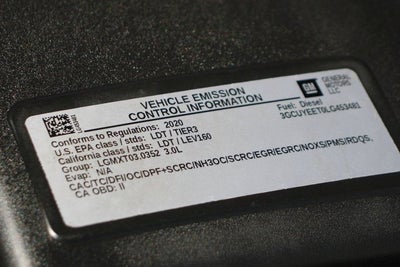 VEHICLE EMISSION
CONTROL INFORMATION
GM
GENERAL
MOTORS
LLC
Conforms to Regulations: 2020
Fuel: Diesel
U.S. EPA class / stds: LDT / TIER3
3GCUYEET0LG453481
California class / stds: LDT / LEV160
Group: LGMXT03.0352 3.0L
Evap: N/A
CAC/TC/DFI/OC/DPF+SCRC/NH3OC/SCRC/EGR/EGRC/NOXS/PMS/RDQS,
CA OBD: II